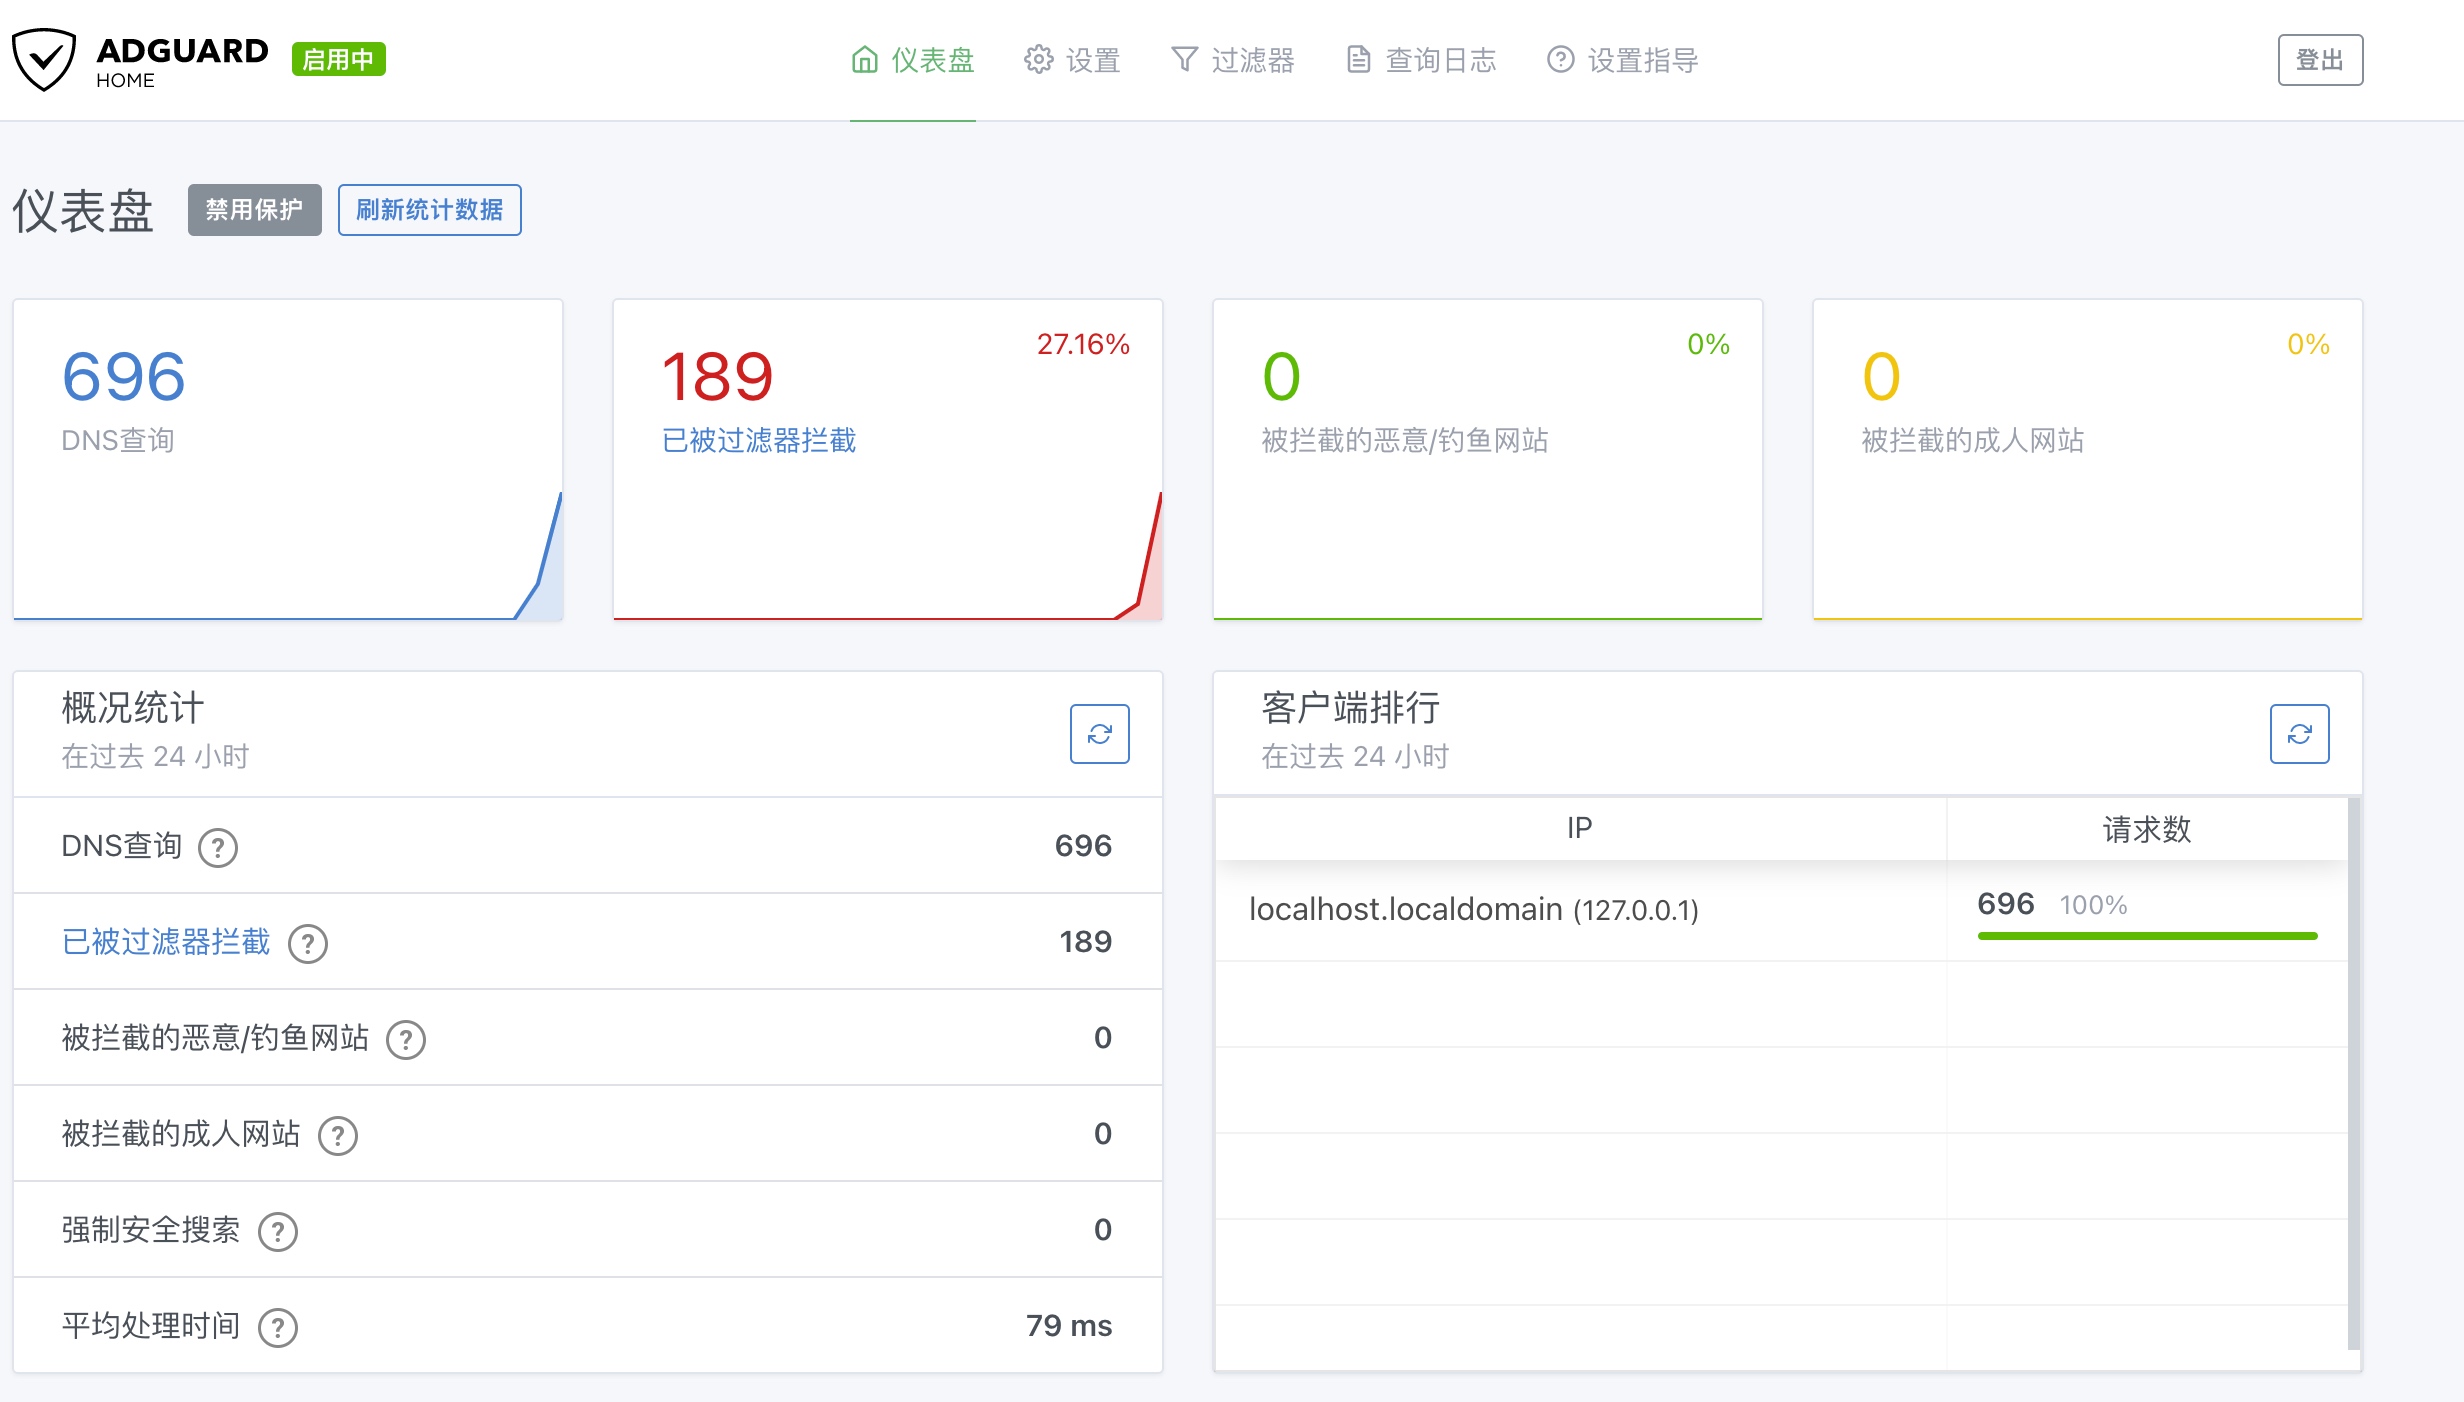 ADGUARD
HOME
启用中
仪表盘
设置
过滤器
查询日志
设置指导
登出
仪表盘
禁用保护
刷新统计数据
696
DNS查询
189
27.16%
已被过滤器拦截
0
0%
被拦截的恶意/钓鱼网站
0
0%
被拦截的成人网站
概况统计
在过去 24 小时
DNS查询 ?
696
已被过滤器拦截 ?
189
被拦截的恶意/钓鱼网站 ?
0
被拦截的成人网站 ?
0
强制安全搜索 ?
0
平均处理时间 ?
79 ms
客户端排行
在过去 24 小时
IP
请求数
localhost.localdomain (127.0.0.1)
696 100%